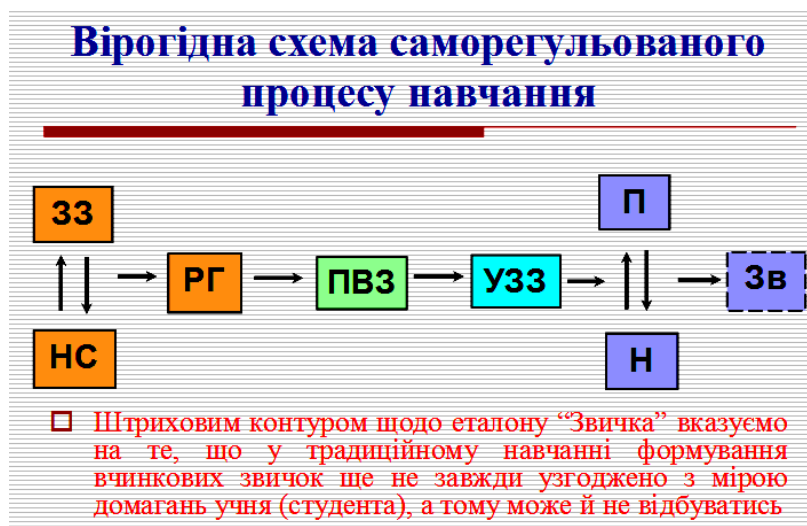 Вірогідна схема саморегульованого
процесу навчання
ЗЗ
П
РГ
ПВЗ
УЗЗ
Зв
НС
Н
Штриховим контуром щодо еталону “Звичка” вказуємо
на те, що у традиційному навчанні формування
вчинкових звичок ще не завжди узгоджено з мірою
домагань учня (студента), а тому може й не відбуватись